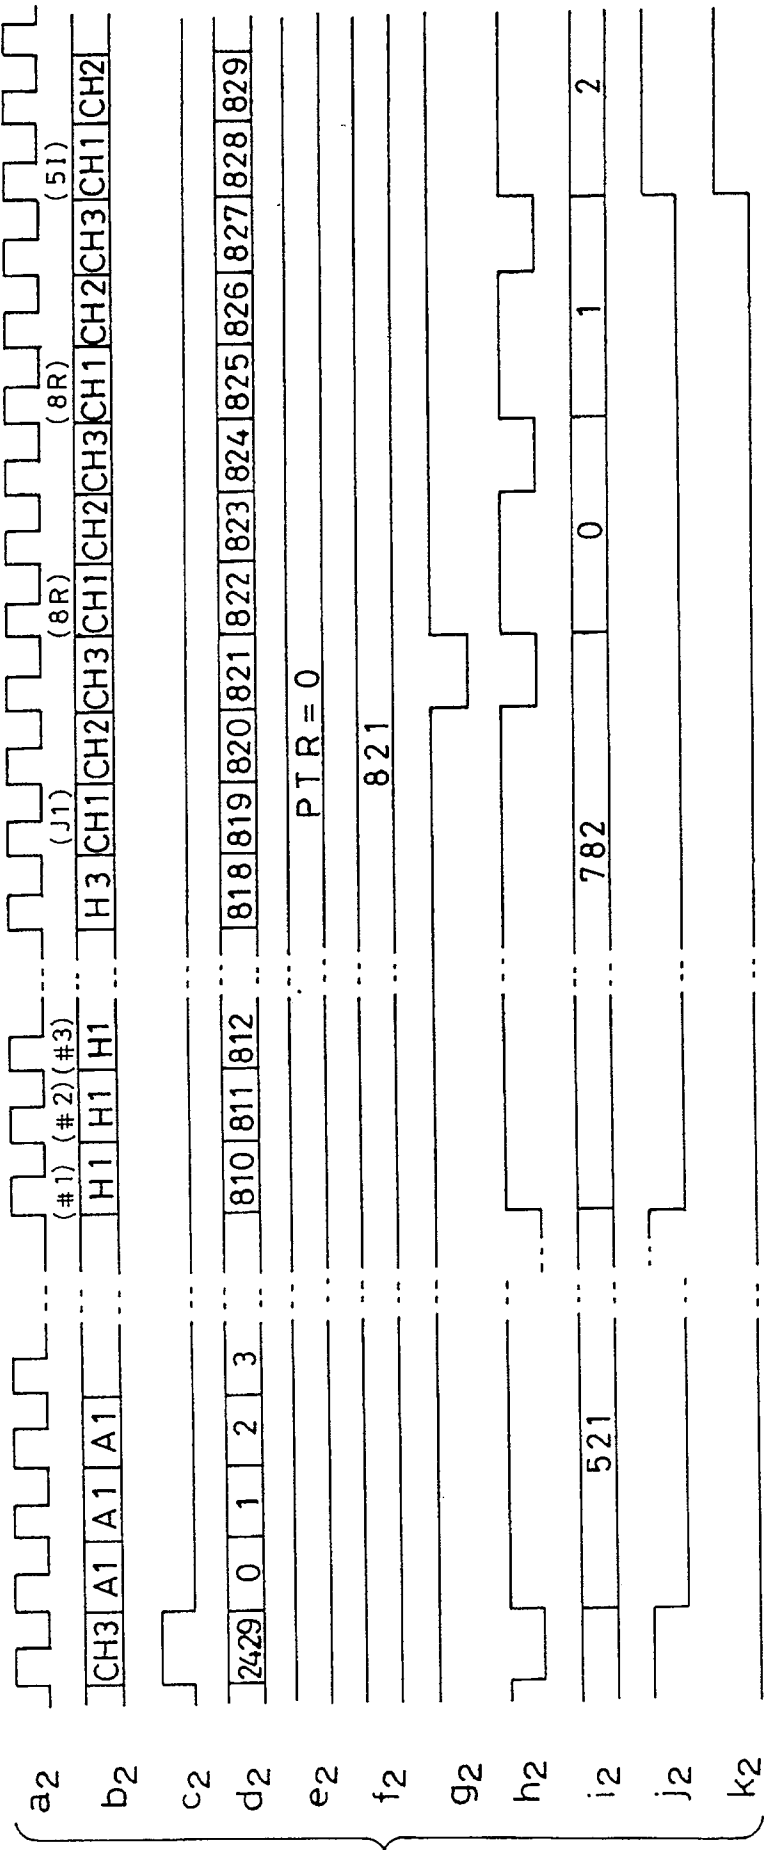 a2
(#1) (#2) (#3) (J1) (8R) (8R) (5I)
b2 CH3 A1 A1 A1 H1 H1 H1 H3 CH1 CH2 CH3 CH1 CH2 CH3 CH1 CH2 CH3 CH1 CH2
c2
d2 2429 0 1 2 3 810 811 812 818 819 820 821 822 823 824 825 826 827 828 829
e2 PTR=0
f2 821
g2
h2
i2 521 782 0 1 2
j2
k2